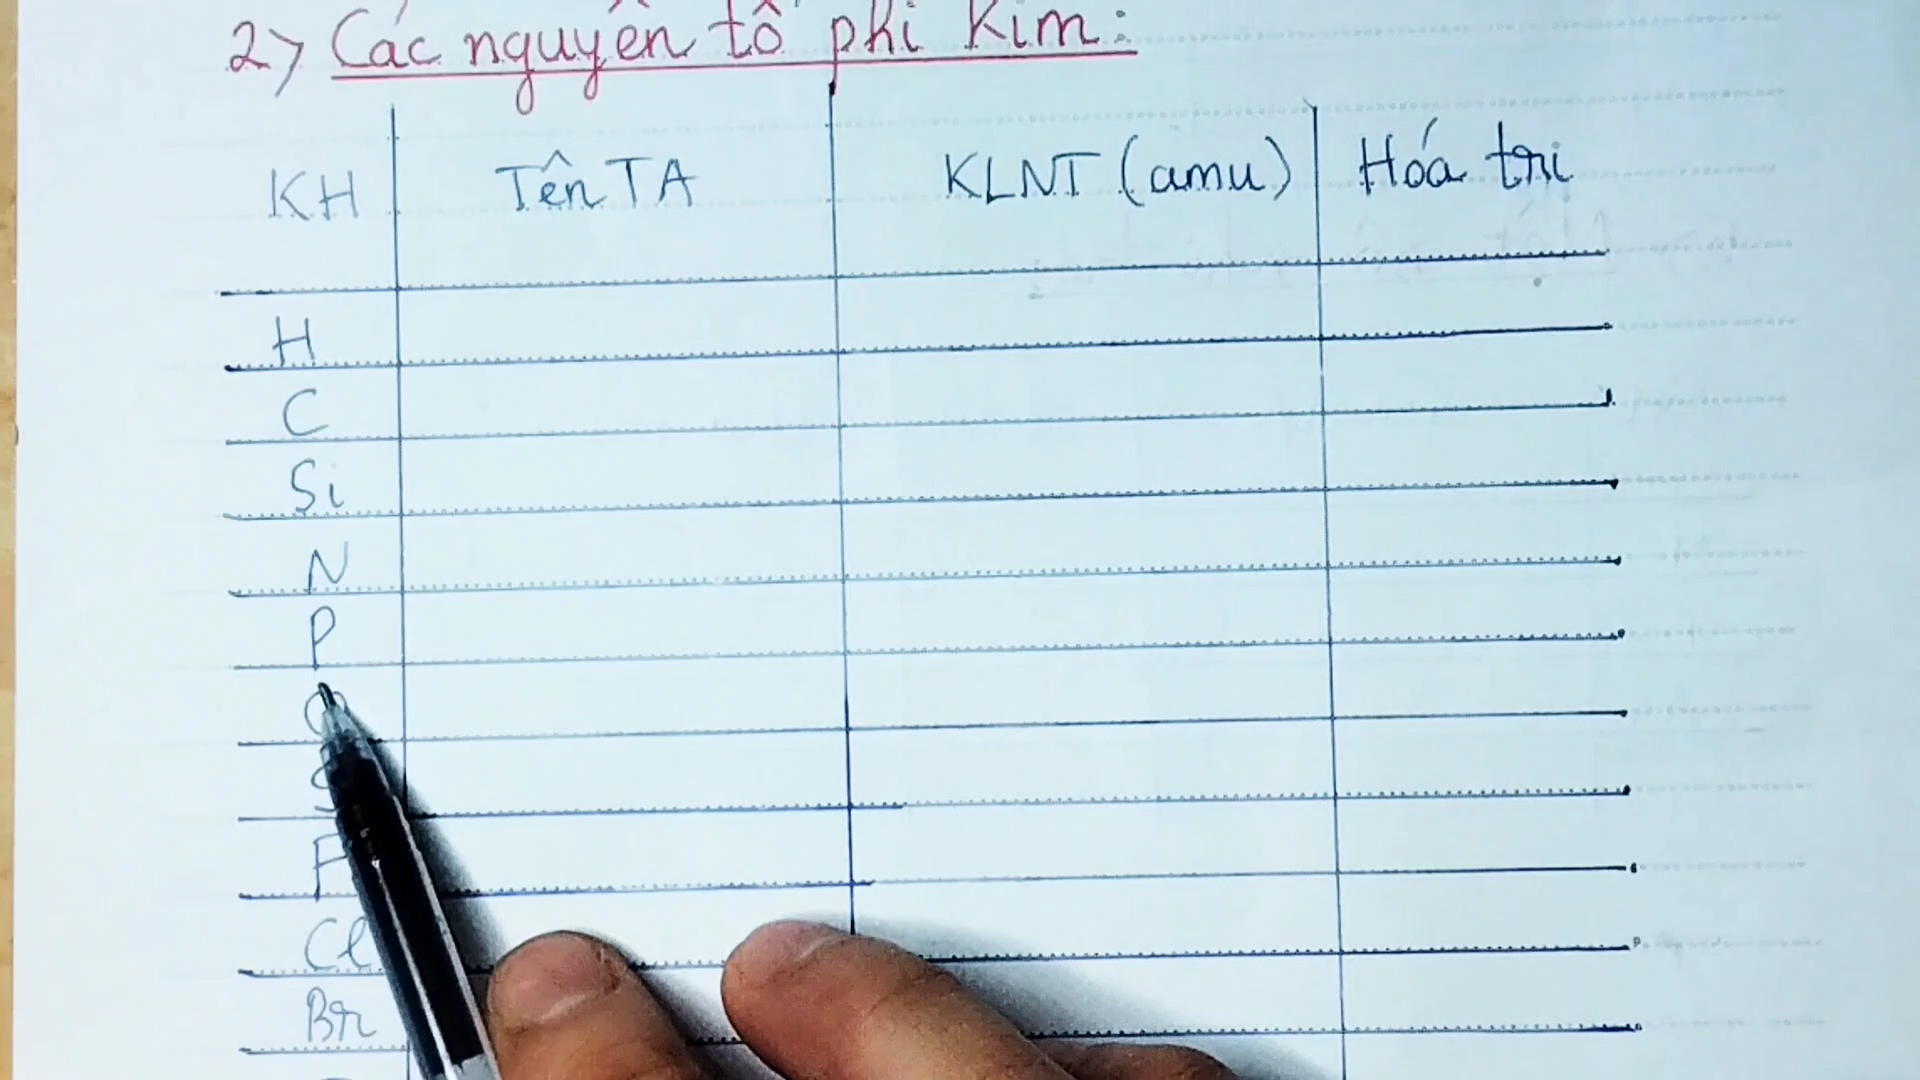 2> Các nguyên tố phi Kim:
KH Tên TA KLNT (amu) Hóa trị
H
C
Si
N
P
O
S
F
Cl
Br